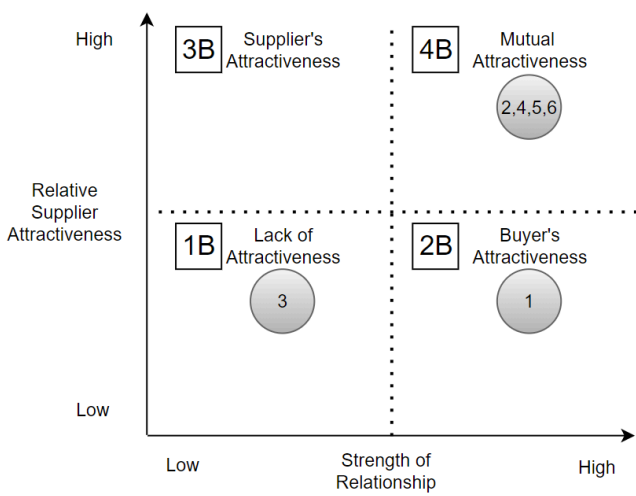 High
3B
Supplier's
Attractiveness
4B
Mutual
Attractiveness
2,4,5,6
Relative
Supplier
Attractiveness
1B
Lack of
Attractiveness
3
2B
Buyer's
Attractiveness
1
Low
Low
Strength of
Relationship
High